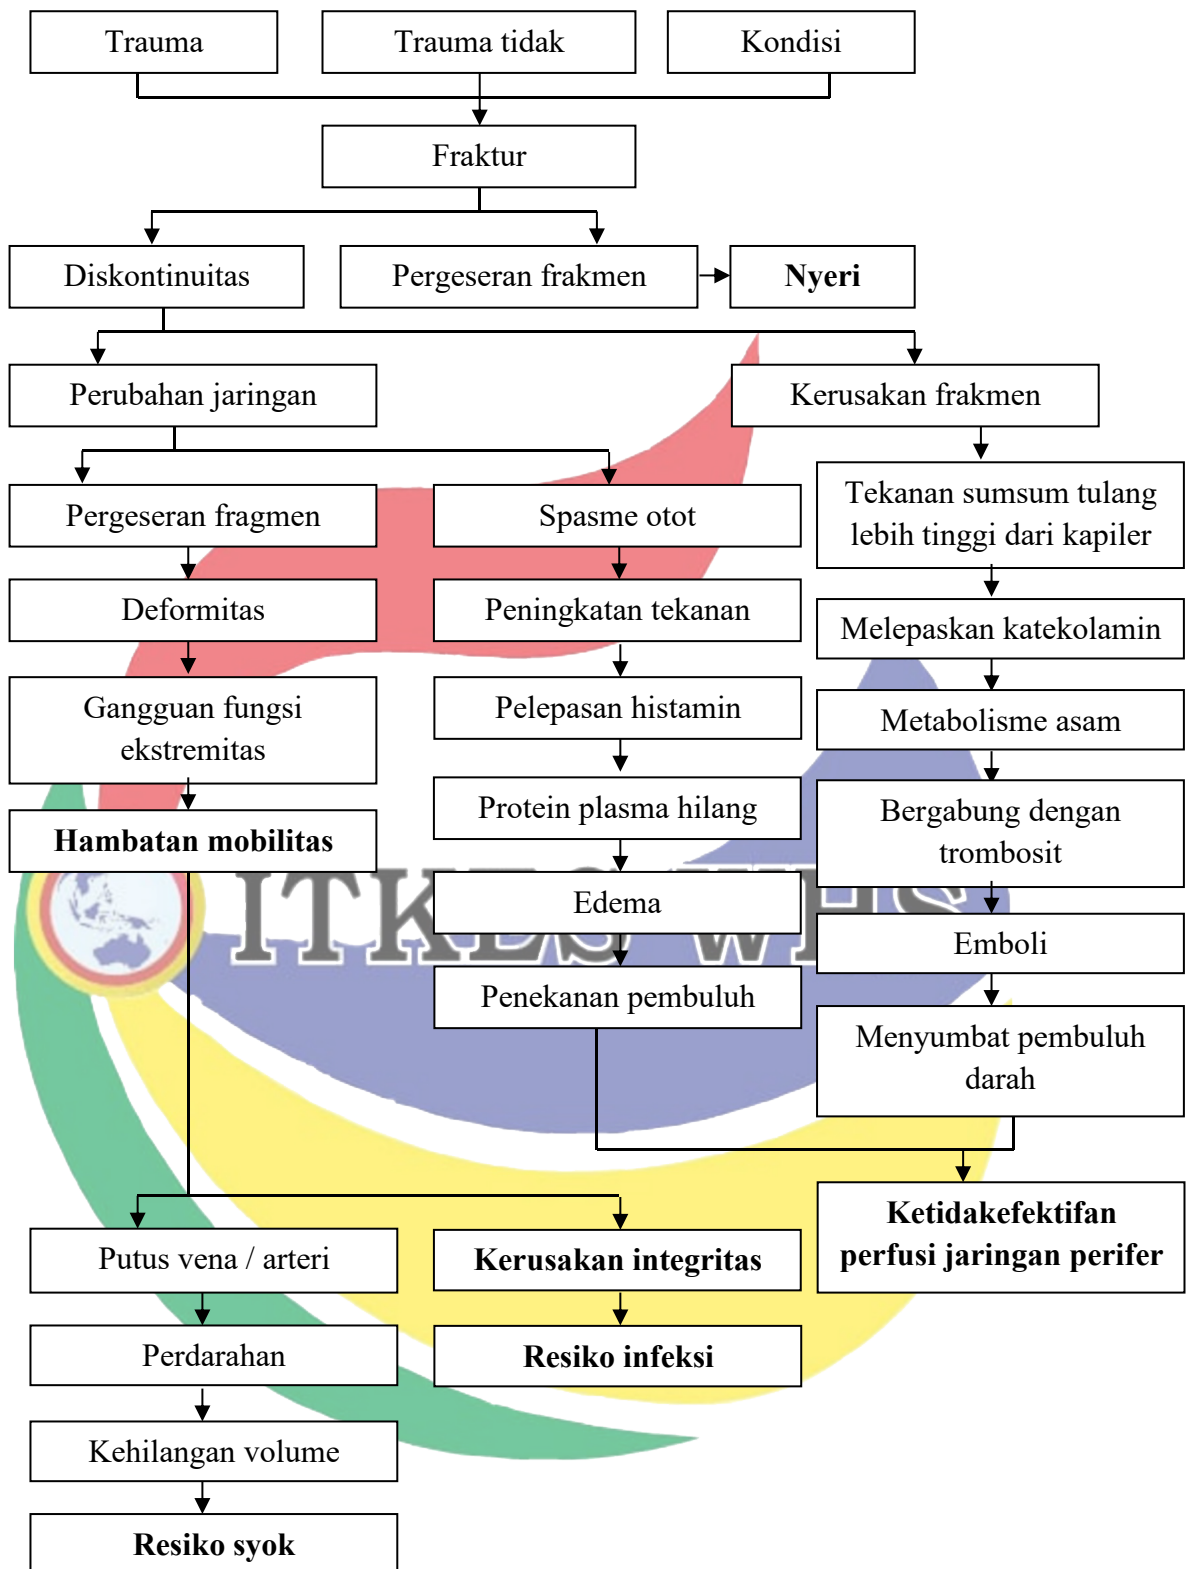 Trauma
Trauma tidak
Kondisi
Fraktur
Diskontinuitas
Pergeseran frakmen
Nyeri
Perubahan jaringan
Kerusakan frakmen
Pergeseran fragmen
Spasme otot
Tekanan sumsum tulang
lebih tinggi dari kapiler
Deformitas
Peningkatan tekanan
Melepaskan katekolamin
Gangguan fungsi
ekstremitas
Pelepasan histamin
Metabolisme asam
Hambatan mobilitas
Protein plasma hilang
Bergabung dengan
trombosit
ITKES WHS
Edema
Emboli
Penekanan pembuluh
Menyumbat pembuluh
darah
Putus vena / arteri
Kerusakan integritas
Ketidakefektifan
perfusi jaringan perifer
Perdarahan
Resiko infeksi
Kehilangan volume
Resiko syok